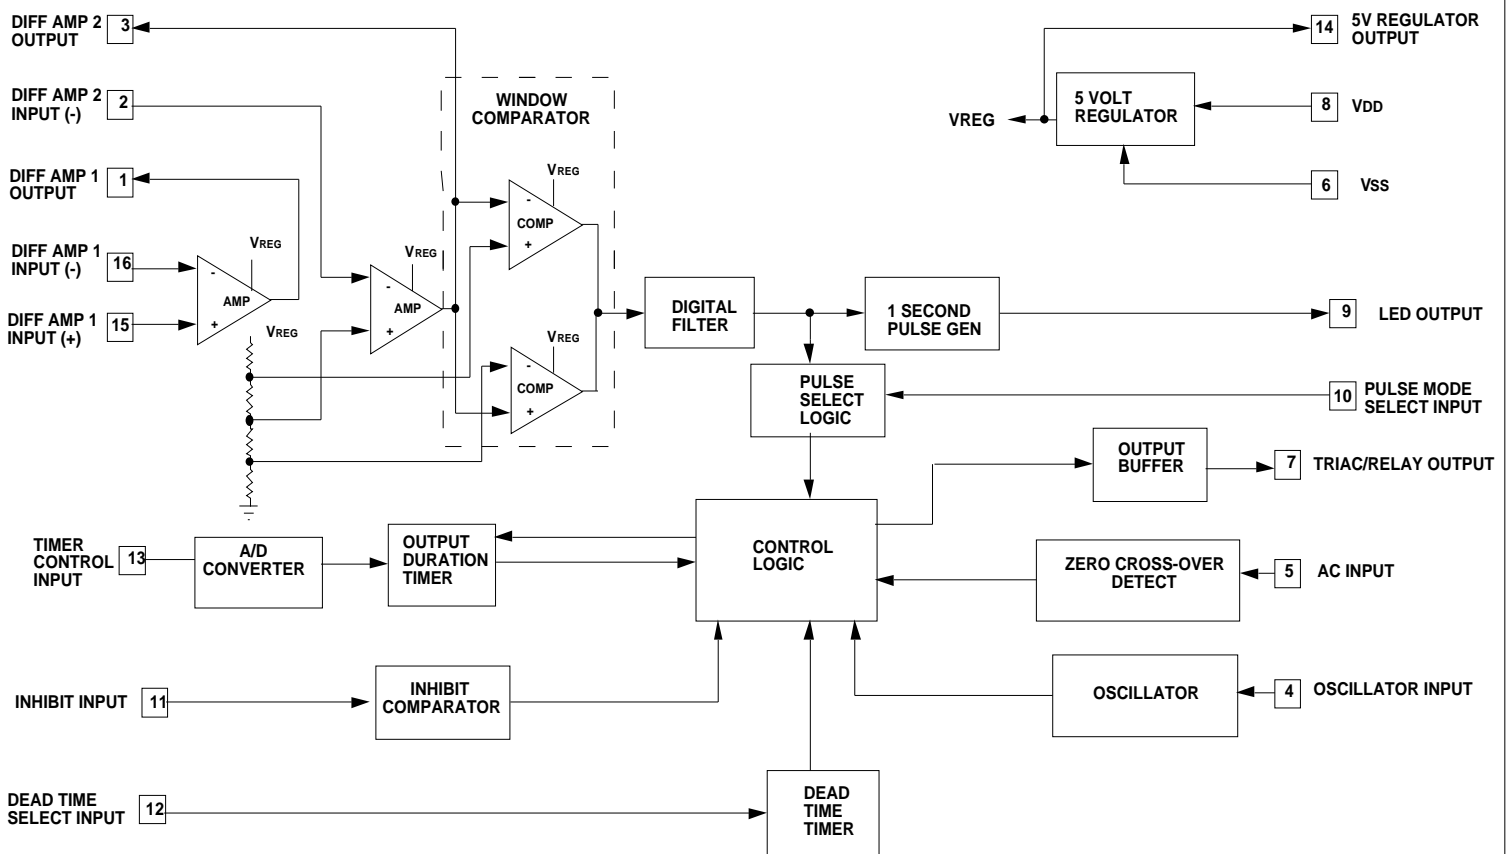 DIFF AMP 2
OUTPUT
3
DIFF AMP 2
INPUT (-)
2
DIFF AMP 1
OUTPUT
1
DIFF AMP 1
INPUT (-)
16
DIFF AMP 1
INPUT (+)
15
VREG
-
AMP
+
VREG
VREG
-
AMP
+
WINDOW
COMPARATOR
VREG
-
COMP
+
VREG
-
COMP
+
14
5V REGULATOR
OUTPUT
5 VOLT
REGULATOR
VREG
8
VDD
6
VSS
DIGITAL
FILTER
1 SECOND
PULSE GEN
9
LED OUTPUT
PULSE
SELECT
LOGIC
10
PULSE MODE
SELECT INPUT
OUTPUT
BUFFER
7
TRIAC/RELAY OUTPUT
TIMER
CONTROL
INPUT
13
A/D
CONVERTER
OUTPUT
DURATION
TIMER
CONTROL
LOGIC
ZERO CROSS-OVER
DETECT
5
AC INPUT
INHIBIT INPUT
11
INHIBIT
COMPARATOR
OSCILLATOR
4
OSCILLATOR INPUT
DEAD TIME
SELECT INPUT
12
DEAD
TIME
TIMER